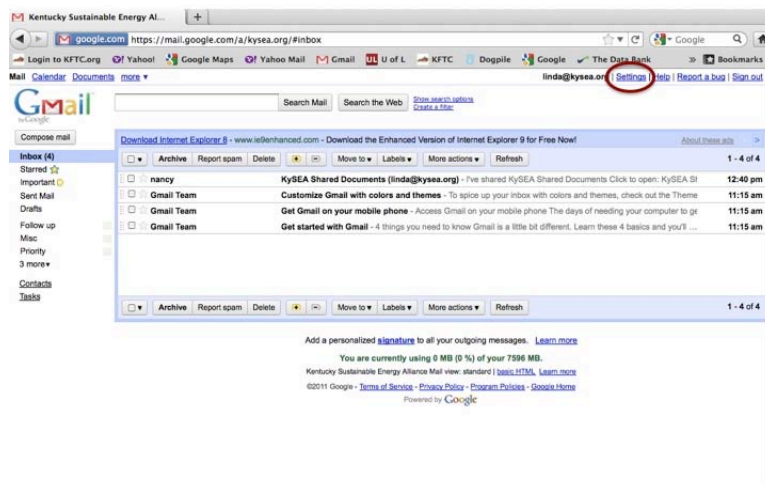 Kentucky Sustainable Energy Al... +
google.com https://mail.google.com/a/kysea.org/#inbox Google
Login to KFTC.org Yahoo! Google Maps Yahoo Mail Gmail UL U of L KFTC Dogpile Google The Data Bank » Bookmarks
Mail Calendar Documents more ▾ linda@kysea.org | Settings | Help | Report a bug | Sign out
Gmail by Google Search Mail Search the Web Show search options
Create a filter
Compose mail
Download Internet Explorer 8 - www.ie9enhanced.com - Download the Enhanced Version of Internet Explorer 9 for Free Now! About these ads >
Inbox (4) Archive Report spam Delete Move to ▾ Labels ▾ More actions ▾ Refresh 1 - 4 of 4
Starred
Important nancy KySEA Shared Documents (linda@kysea.org) - I've shared KySEA Shared Documents Click to open: KySEA Sh 12:40 pm
Sent Mail Gmail Team Customize Gmail with colors and themes - To spice up your inbox with colors and themes, check out the Theme 11:15 am
Drafts Gmail Team Get Gmail on your mobile phone - Access Gmail on your mobile phone The days of needing your computer to ge 11:15 am
Follow up Gmail Team Get started with Gmail - 4 things you need to know Gmail is a little bit different. Learn these 4 basics and you'll ... 11:15 am
Misc
Priority
3 more ▾
Contacts
Tasks
Archive Report spam Delete Move to ▾ Labels ▾ More actions ▾ Refresh 1 - 4 of 4
Add a personalized signature to all your outgoing messages. Learn more
You are currently using 0 MB (0 %) of your 7596 MB.
Kentucky Sustainable Energy Alliance Mail view: standard | basic HTML Learn more
©2011 Google - Terms of Service - Privacy Policy - Program Policies - Google Home
Powered by Google